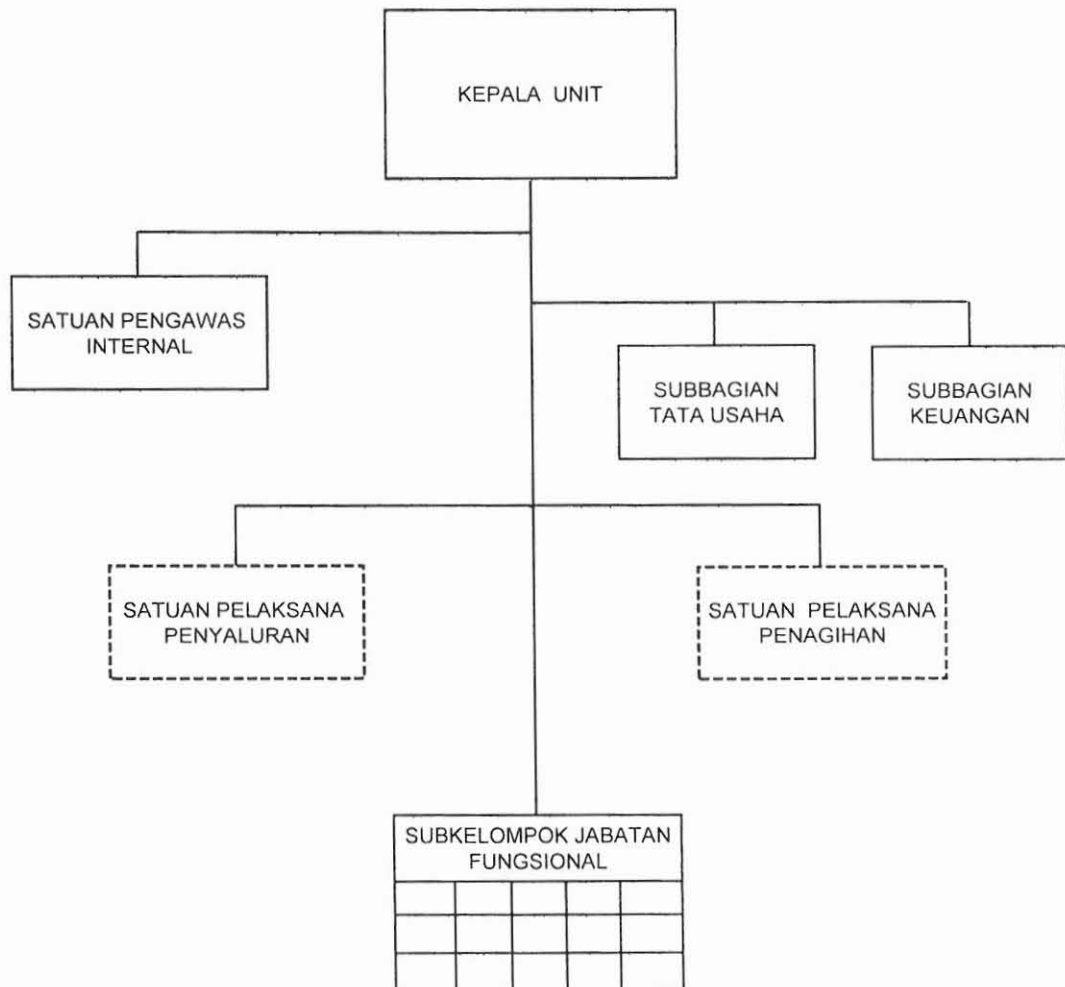 KEPALA UNIT
SATUAN PENGAWAS
INTERNAL
SUBBAGIAN
TATA USAHA
SUBBAGIAN
KEUANGAN
SATUAN PELAKSANA
PENYALURAN
SATUAN PELAKSANA
PENAGIHAN
SUBKELOMPOK JABATAN
FUNGSIONAL